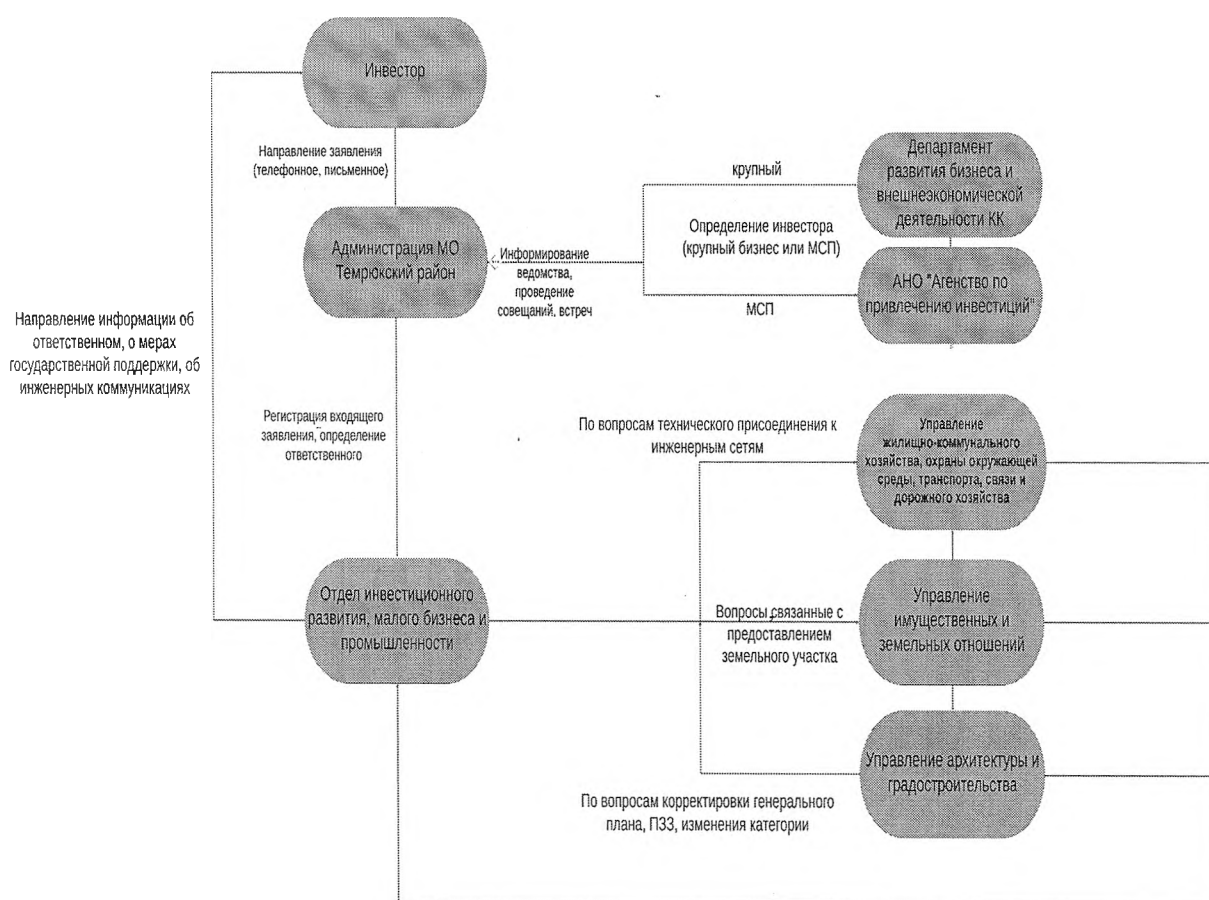 Инвестор
Направление заявления
(телефонное, письменное)
Администрация МО
Темрюкский район
Информирование
ведомства,
проведение
совещаний, встреч
крупный
Определение инвестора
(крупный бизнес или МСП)
МСП
Департамент
развития бизнеса и
внешнеэкономической
деятельности КК
АНО "Агенство по
привлечению инвестиций"
Направление информации об
ответственном, о мерах
государственной поддержки, об
инженерных коммуникациях
Регистрация входящего
заявления, определение
ответственного
По вопросам технического присоединения к
инженерным сетям
Управление
жилищно-коммунального
хозяйства, охраны окружающей
среды, транспорта, связи и
дорожного хозяйства
Отдел инвестиционного
развития, малого бизнеса и
промышленности
Вопросы связанные с
предоставлением
земельного участка
Управление
имущественных и
земельных отношений
Управление архитектуры и
градостроительства
По вопросам корректировки генерального
плана, ПЗЗ, изменения категории